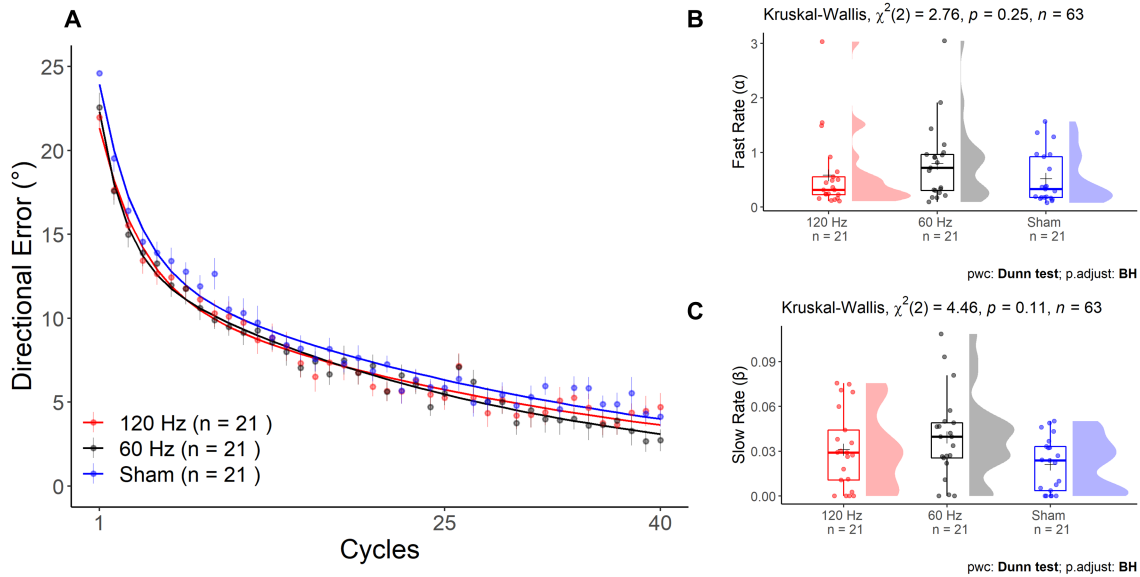 A
Directional Error (°)
25
20
15
10
5
0
120 Hz (n = 21 )
60 Hz (n = 21 )
Sham (n = 21 )
1
25
40
Cycles
B
Kruskal-Wallis, χ²(2) = 2.76, p = 0.25, n = 63
Fast Rate (α)
3
2
1
0
120 Hz
n = 21
60 Hz
n = 21
Sham
n = 21
pwc: Dunn test; p.adjust: BH
C
Kruskal-Wallis, χ²(2) = 4.46, p = 0.11, n = 63
Slow Rate (β)
0.09
0.06
0.03
0.00
120 Hz
n = 21
60 Hz
n = 21
Sham
n = 21
pwc: Dunn test; p.adjust: BH